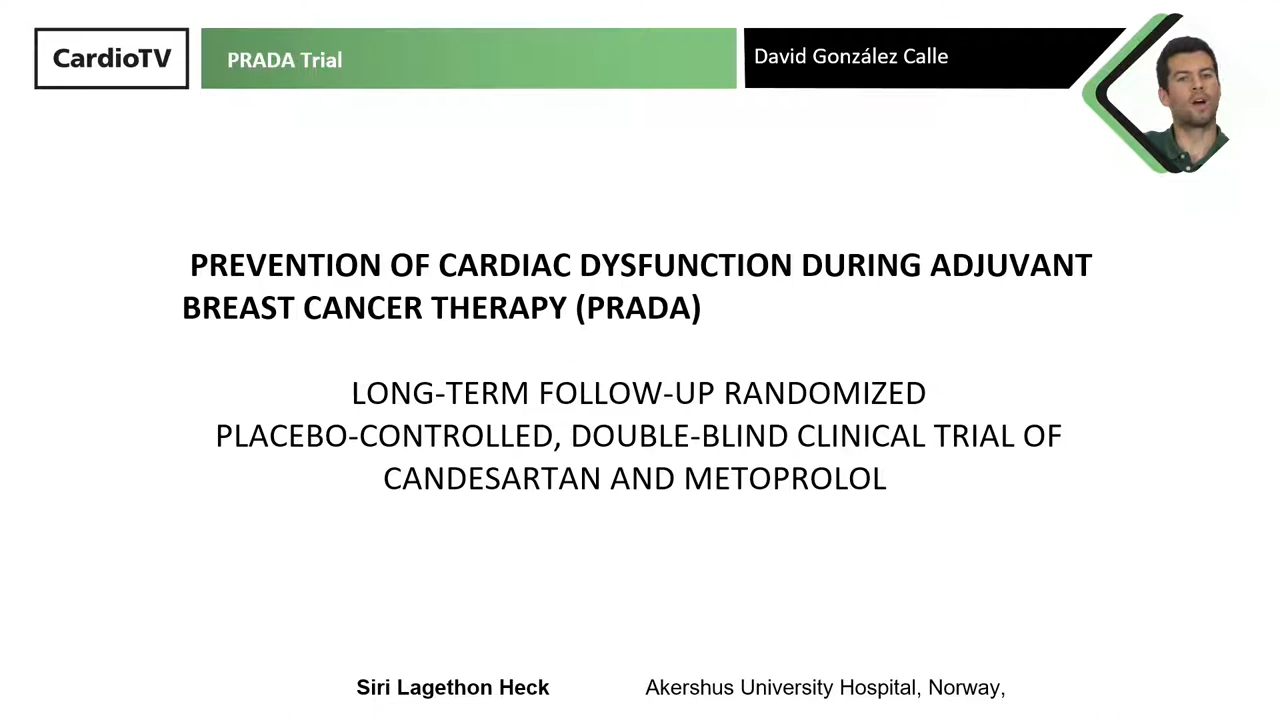 CardioTV
PRADA Trial
David González Calle
PREVENTION OF CARDIAC DYSFUNCTION DURING ADJUVANT
BREAST CANCER THERAPY (PRADA)
LONG-TERM FOLLOW-UP RANDOMIZED
PLACEBO-CONTROLLED, DOUBLE-BLIND CLINICAL TRIAL OF
CANDESARTAN AND METOPROLOL
Siri Lagethon Heck Akershus University Hospital, Norway,